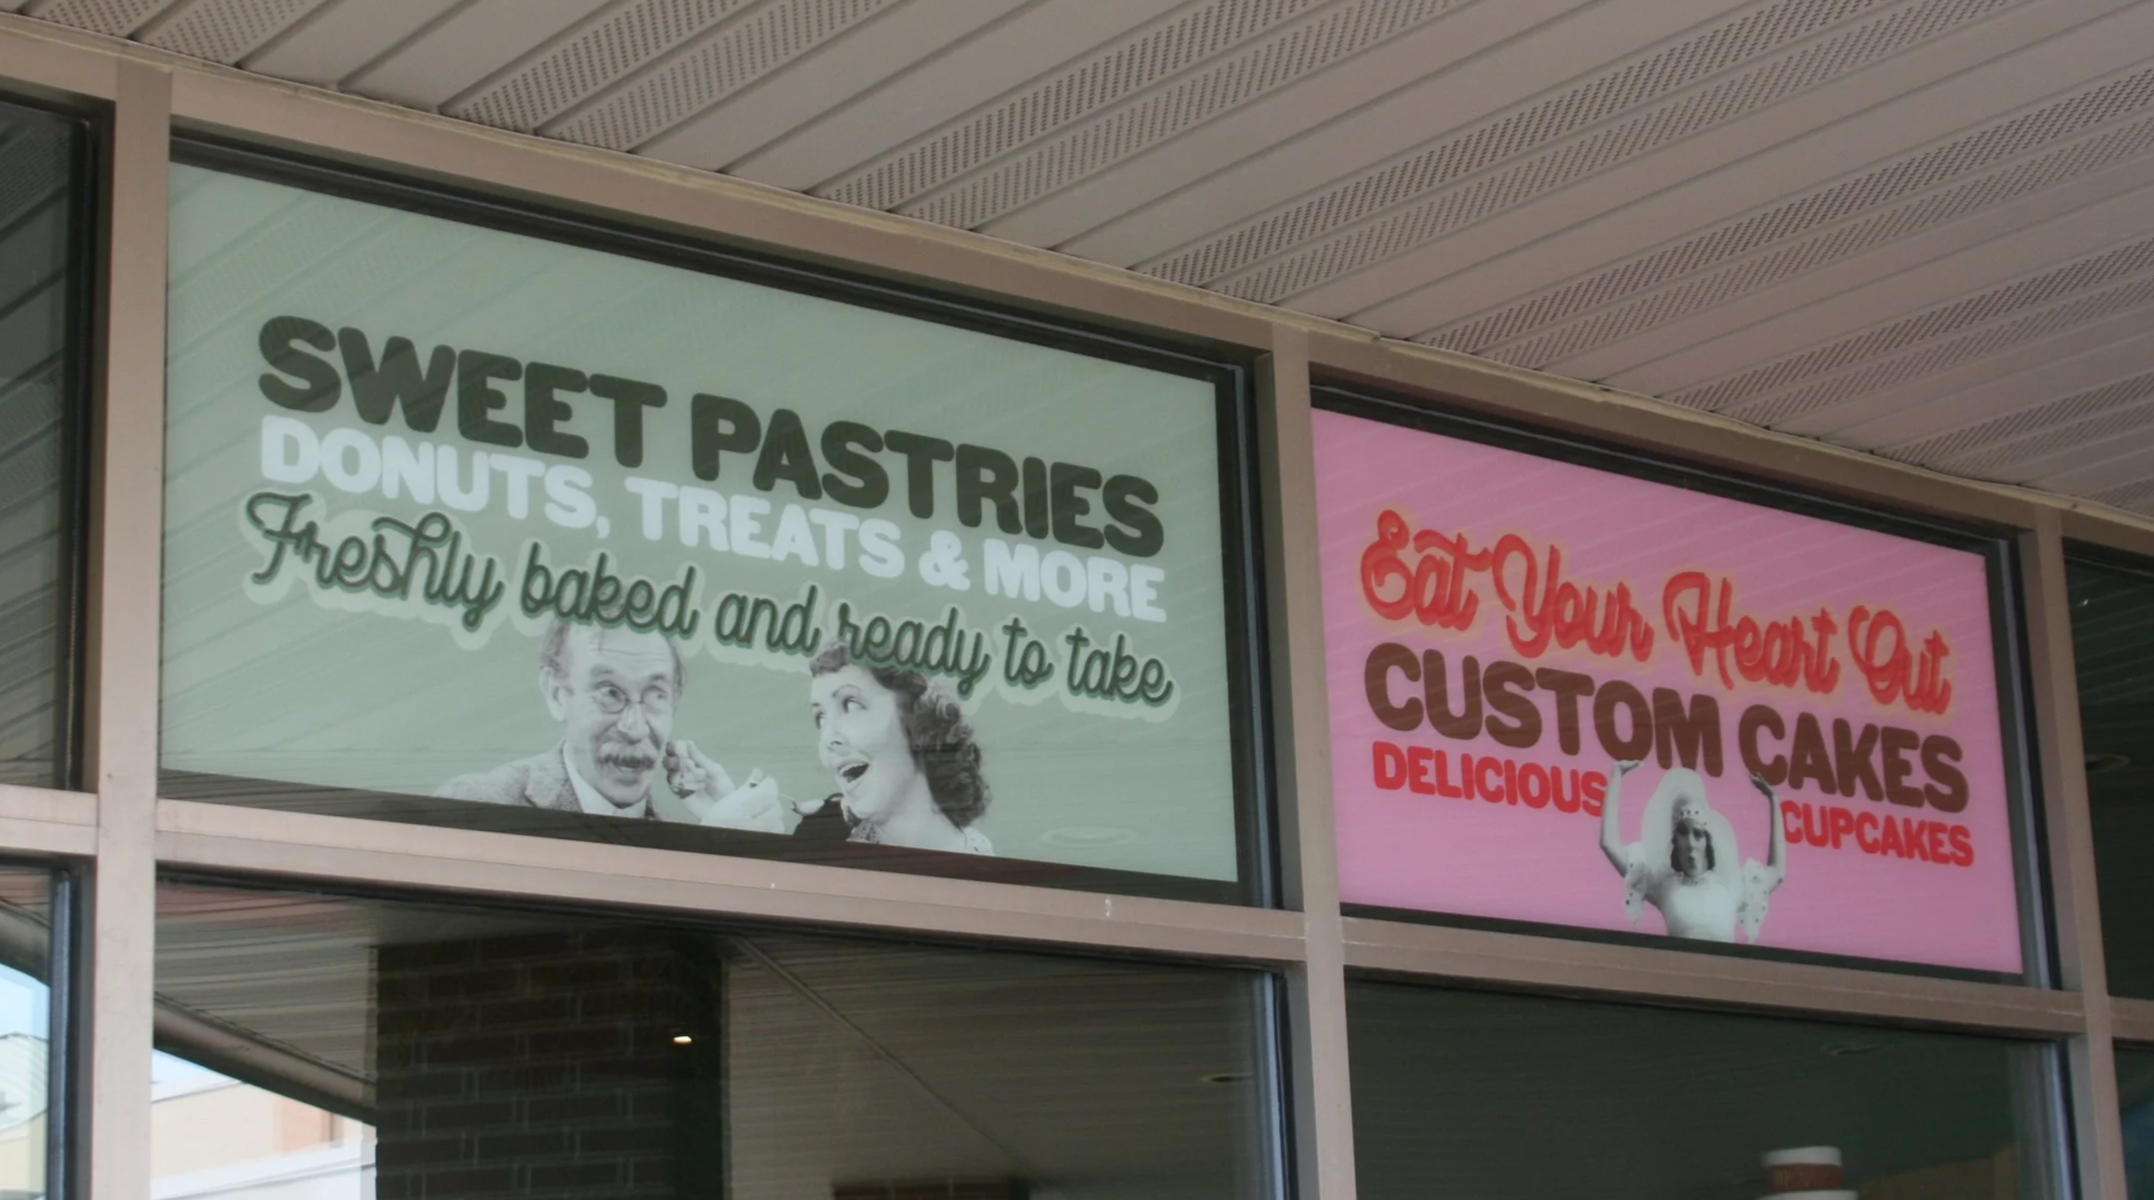 SWEET PASTRIES
DONUTS, TREATS & MORE
Freshly baked and ready to take
Eat Your Heart Out
CUSTOM CAKES
DELICIOUS CUPCAKES